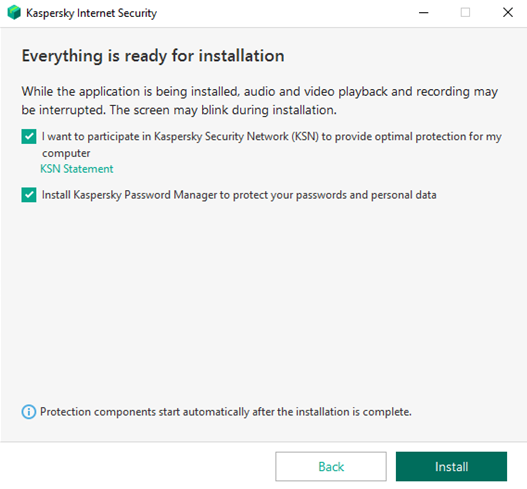 Kaspersky Internet Security
Everything is ready for installation
While the application is being installed, audio and video playback and recording may
be interrupted. The screen may blink during installation.
I want to participate in Kaspersky Security Network (KSN) to provide optimal protection for my
computer
KSN Statement
Install Kaspersky Password Manager to protect your passwords and personal data
Protection components start automatically after the installation is complete.
Back
Install